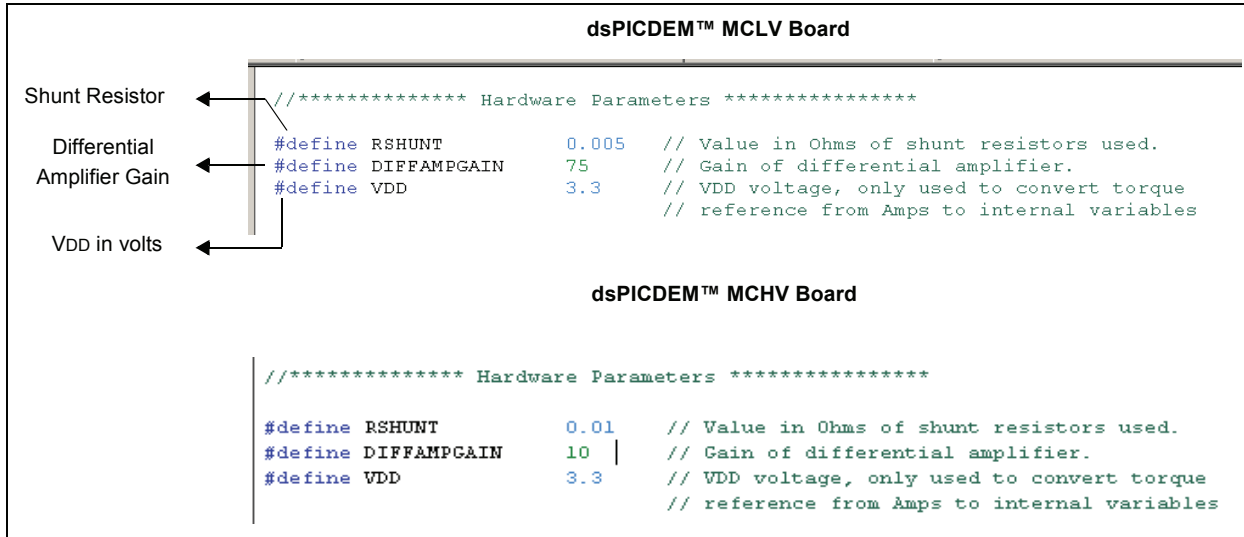 dsPICDEM™ MCLV Board
Shunt Resistor
Differential
Amplifier Gain
VDD in volts
//************** Hardware Parameters ****************
#define RSHUNT 0.005 // Value in Ohms of shunt resistors used.
#define DIFFAMPGAIN 75 // Gain of differential amplifier.
#define VDD 3.3 // VDD voltage, only used to convert torque
// reference from Amps to internal variables
dsPICDEM™ MCHV Board
//************** Hardware Parameters ****************
#define RSHUNT 0.01 // Value in Ohms of shunt resistors used.
#define DIFFAMPGAIN 10 // Gain of differential amplifier.
#define VDD 3.3 // VDD voltage, only used to convert torque
// reference from Amps to internal variables